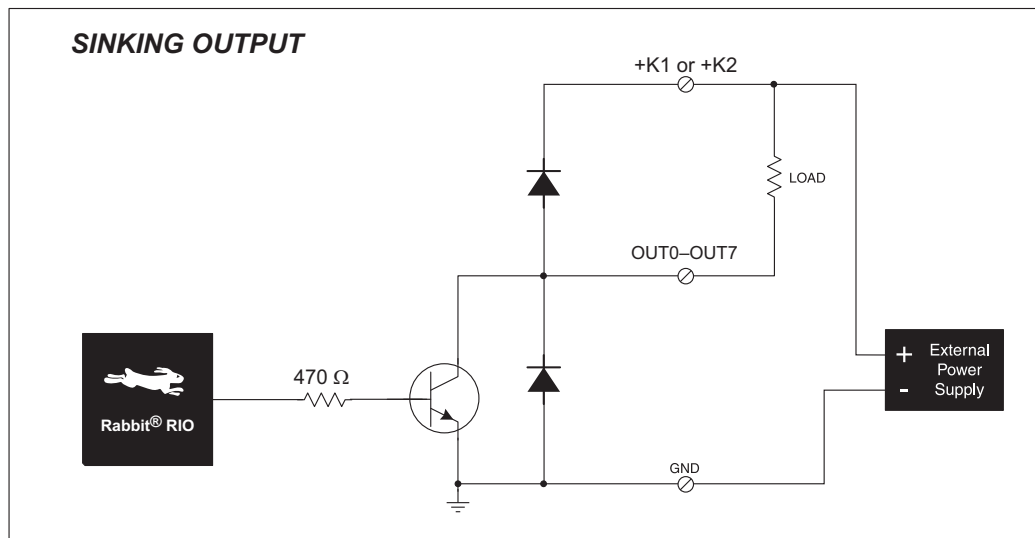 SINKING OUTPUT
+K1 or +K2
LOAD
OUT0–OUT7
Rabbit® RIO
470 Ω
+ External
Power
- Supply
GND